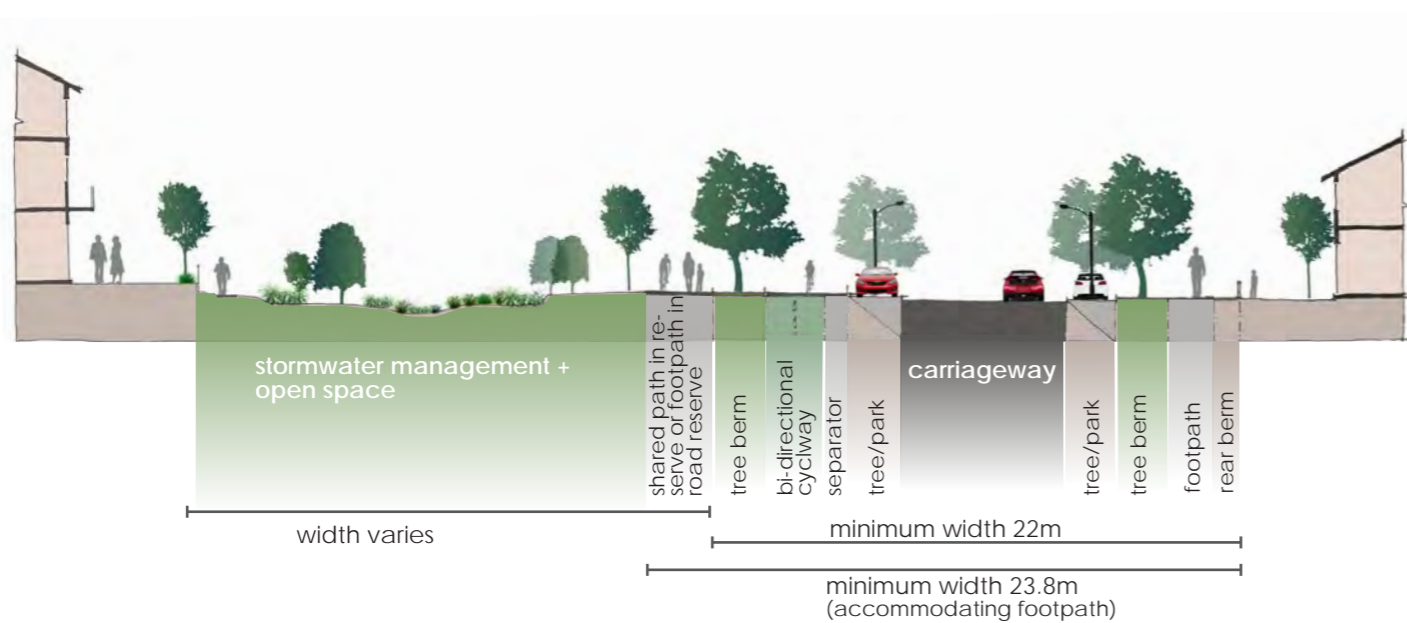 stormwater management +
open space
shared path in re-
serve or footpath in
road reserve
tree berm
bi-directional
cyclway
separator
tree/park
carriageway
tree/park
tree berm
footpath
rear berm
width varies
minimum width 22m
minimum width 23.8m
(accommodating footpath)